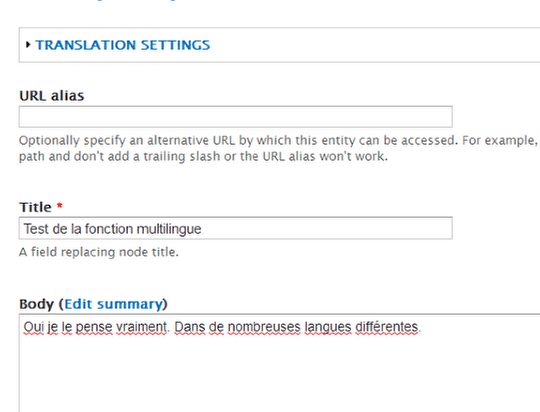 TRANSLATION SETTINGS
URL alias
Optionally specify an alternative URL by which this entity can be accessed. For example,
path and don't add a trailing slash or the URL alias won't work.
Title *
Test de la fonction multilingue
A field replacing node title.
Body (Edit summary)
Oui je le pense vraiment. Dans de nombreuses langues différentes.